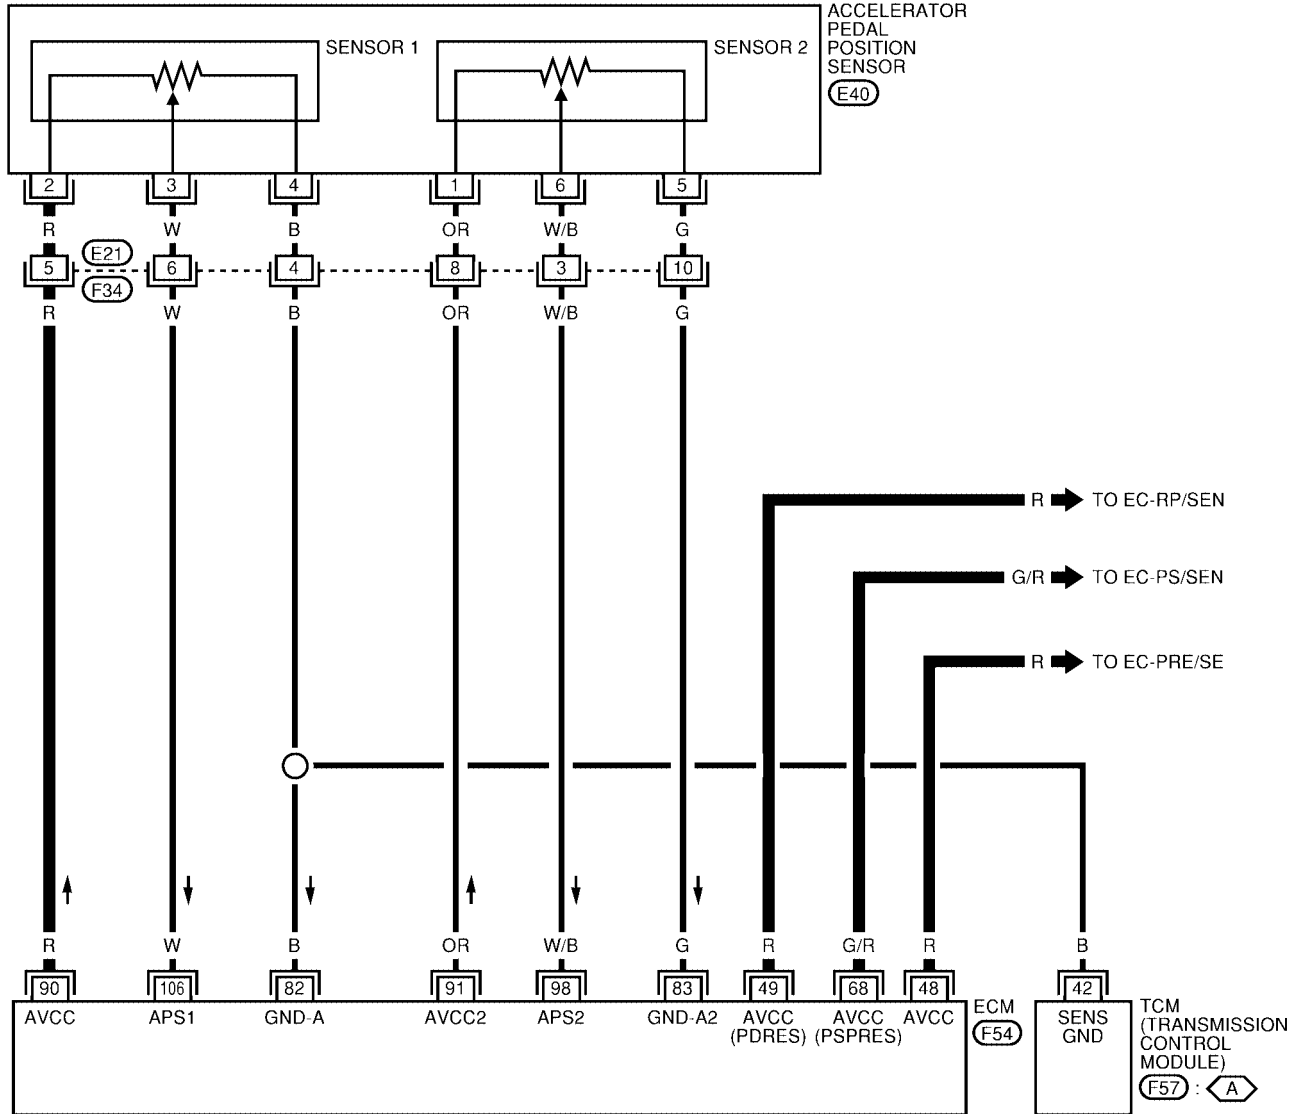 ACCELERATOR
PEDAL
POSITION
SENSOR
E40
SENSOR 1
SENSOR 2
2 3 4 1 6 5
R W B OR W/B G
E21
5 6 4 8 3 10
F34
R W B OR W/B G
R TO EC-RP/SEN
G/R TO EC-PS/SEN
R TO EC-PRE/SE
R W B OR W/B G R G/R R B
90 106 82 91 98 83 49 68 48 42
AVCC APS1 GND-A AVCC2 APS2 GND-A2 AVCC AVCC AVCC
(PDRES) (PSPRES)
ECM
F54
SENS
GND
TCM
(TRANSMISSION
CONTROL
MODULE)
F57 : A